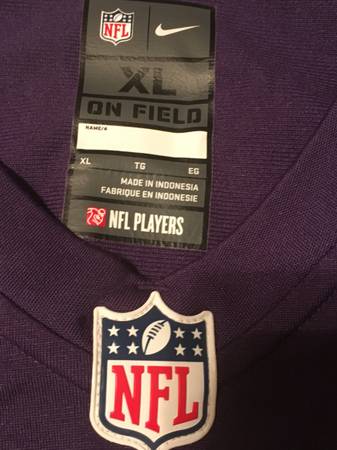 NFL
XL
ON FIELD
NAME/#
XL TG EG
MADE IN INDONESIA
FABRIQUE EN INDONESIE
NFL PLAYERS
NFL